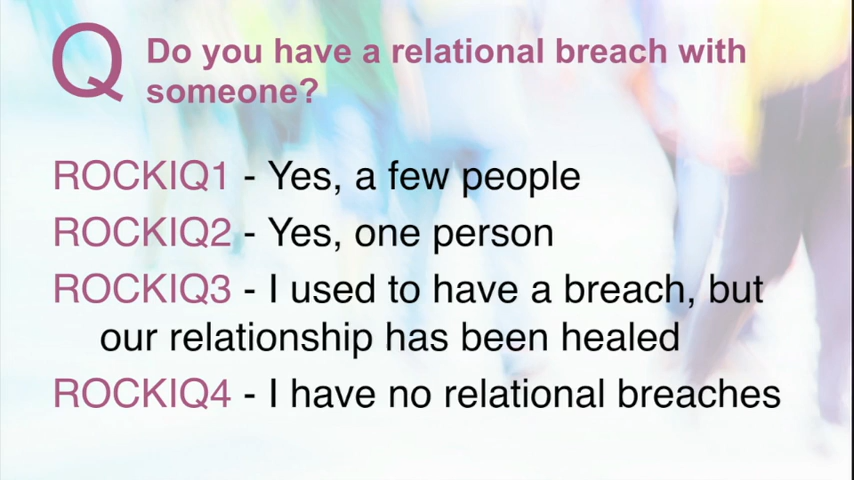 Q Do you have a relational breach with
someone?
ROCKIQ1 - Yes, a few people
ROCKIQ2 - Yes, one person
ROCKIQ3 - I used to have a breach, but
our relationship has been healed
ROCKIQ4 - I have no relational breaches